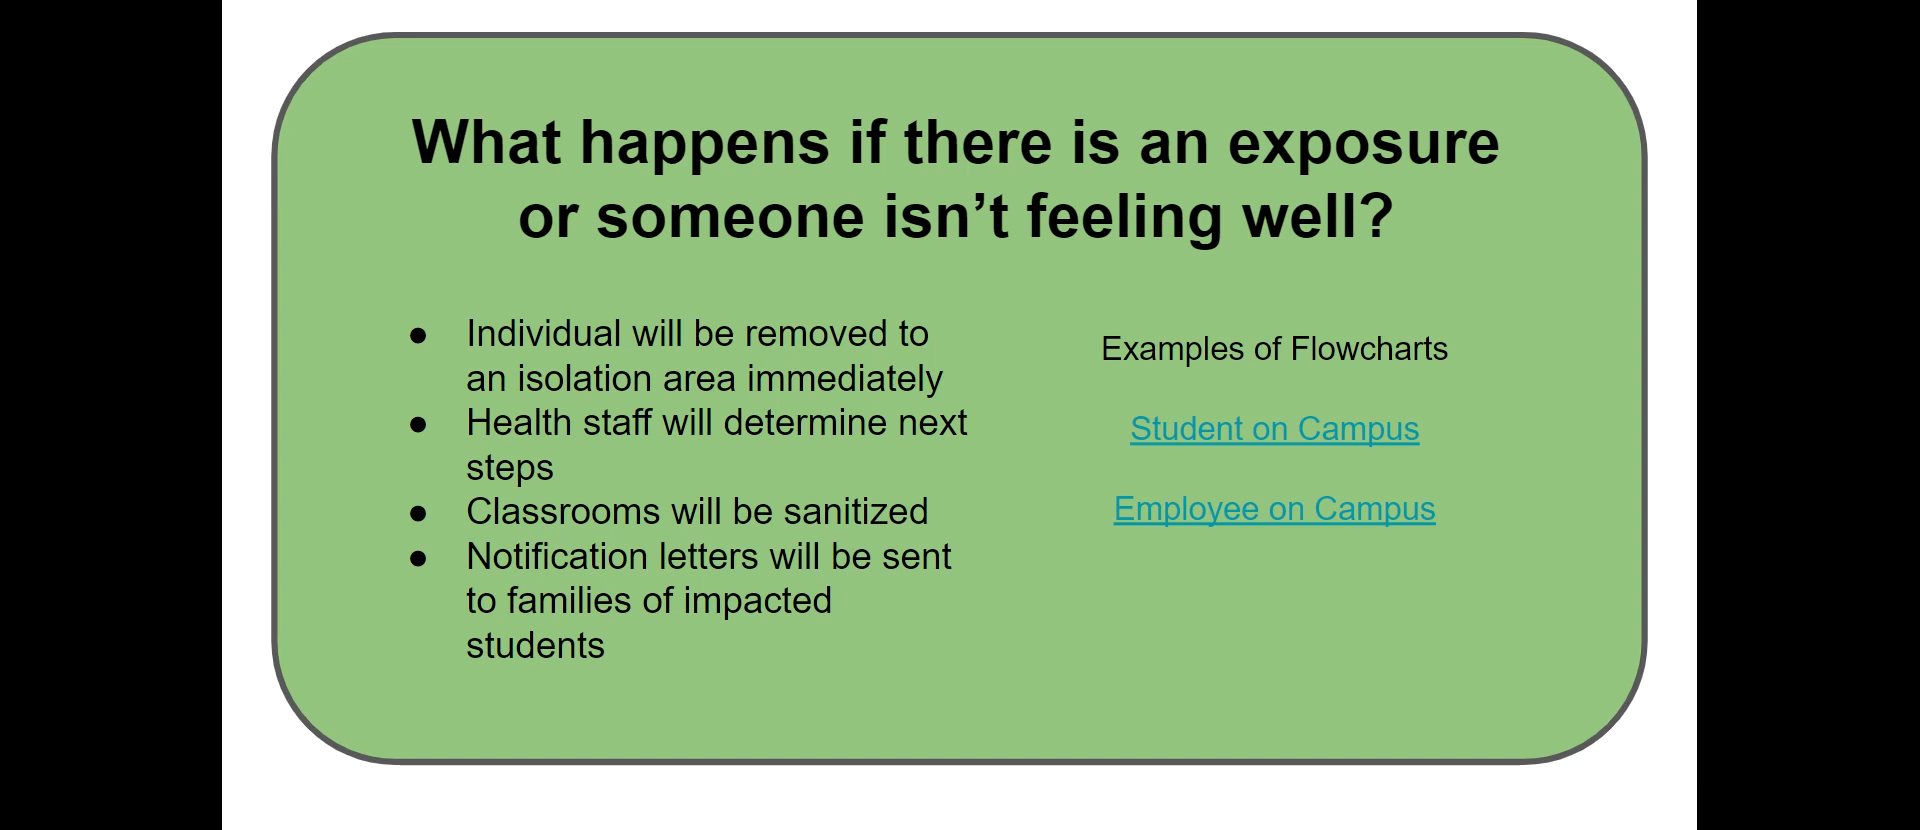 What happens if there is an exposure
or someone isn’t feeling well?
● Individual will be removed to
an isolation area immediately
● Health staff will determine next
steps
● Classrooms will be sanitized
● Notification letters will be sent
to families of impacted
students
Examples of Flowcharts
Student on Campus
Employee on Campus